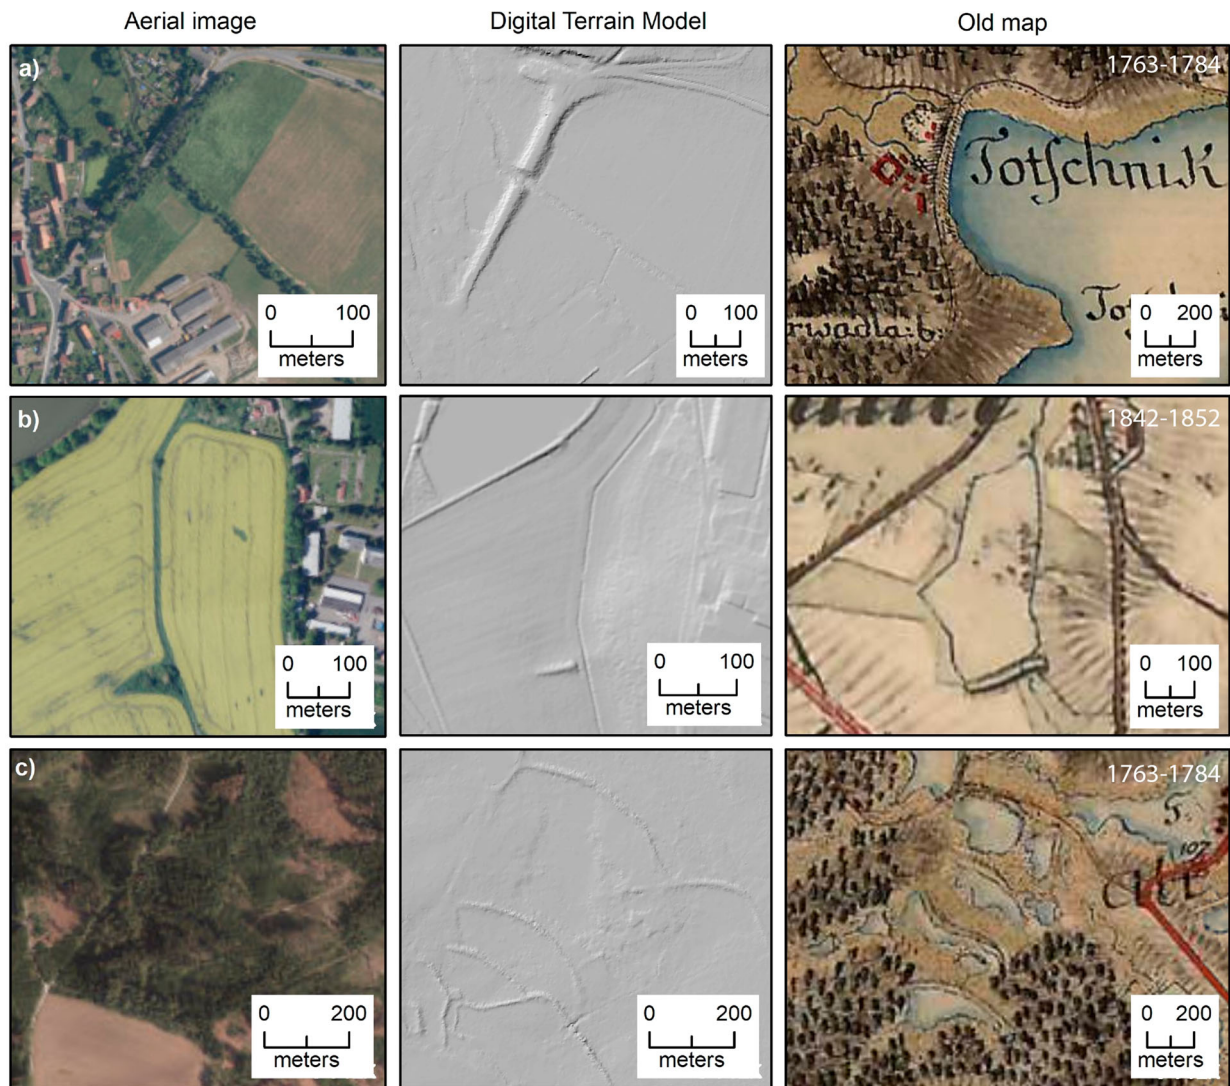 Aerial image Digital Terrain Model Old map
a)
1763-1784
Totschnik
rwadla: b.
0 100
meters
0 100
meters
0 200
meters
b)
1842-1852
0 100
meters
0 100
meters
0 100
meters
c)
1763-1784
T.
107
0 200
meters
0 200
meters
0 200
meters